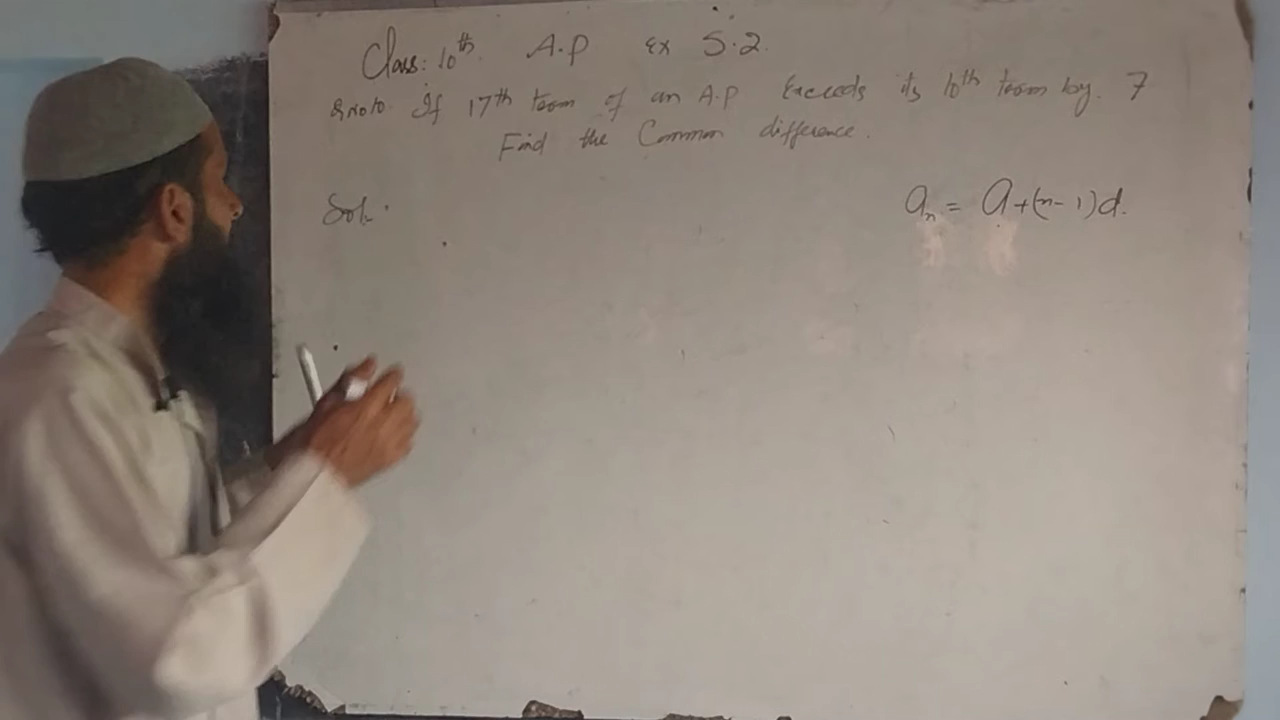 Class: 10th. A.P Ex 5.2.
Q no 10. If 17th term of an A.P Exceeds its 10th term by 7
Find the Common difference.
Sol:
aₙ = a+(n-1)d.